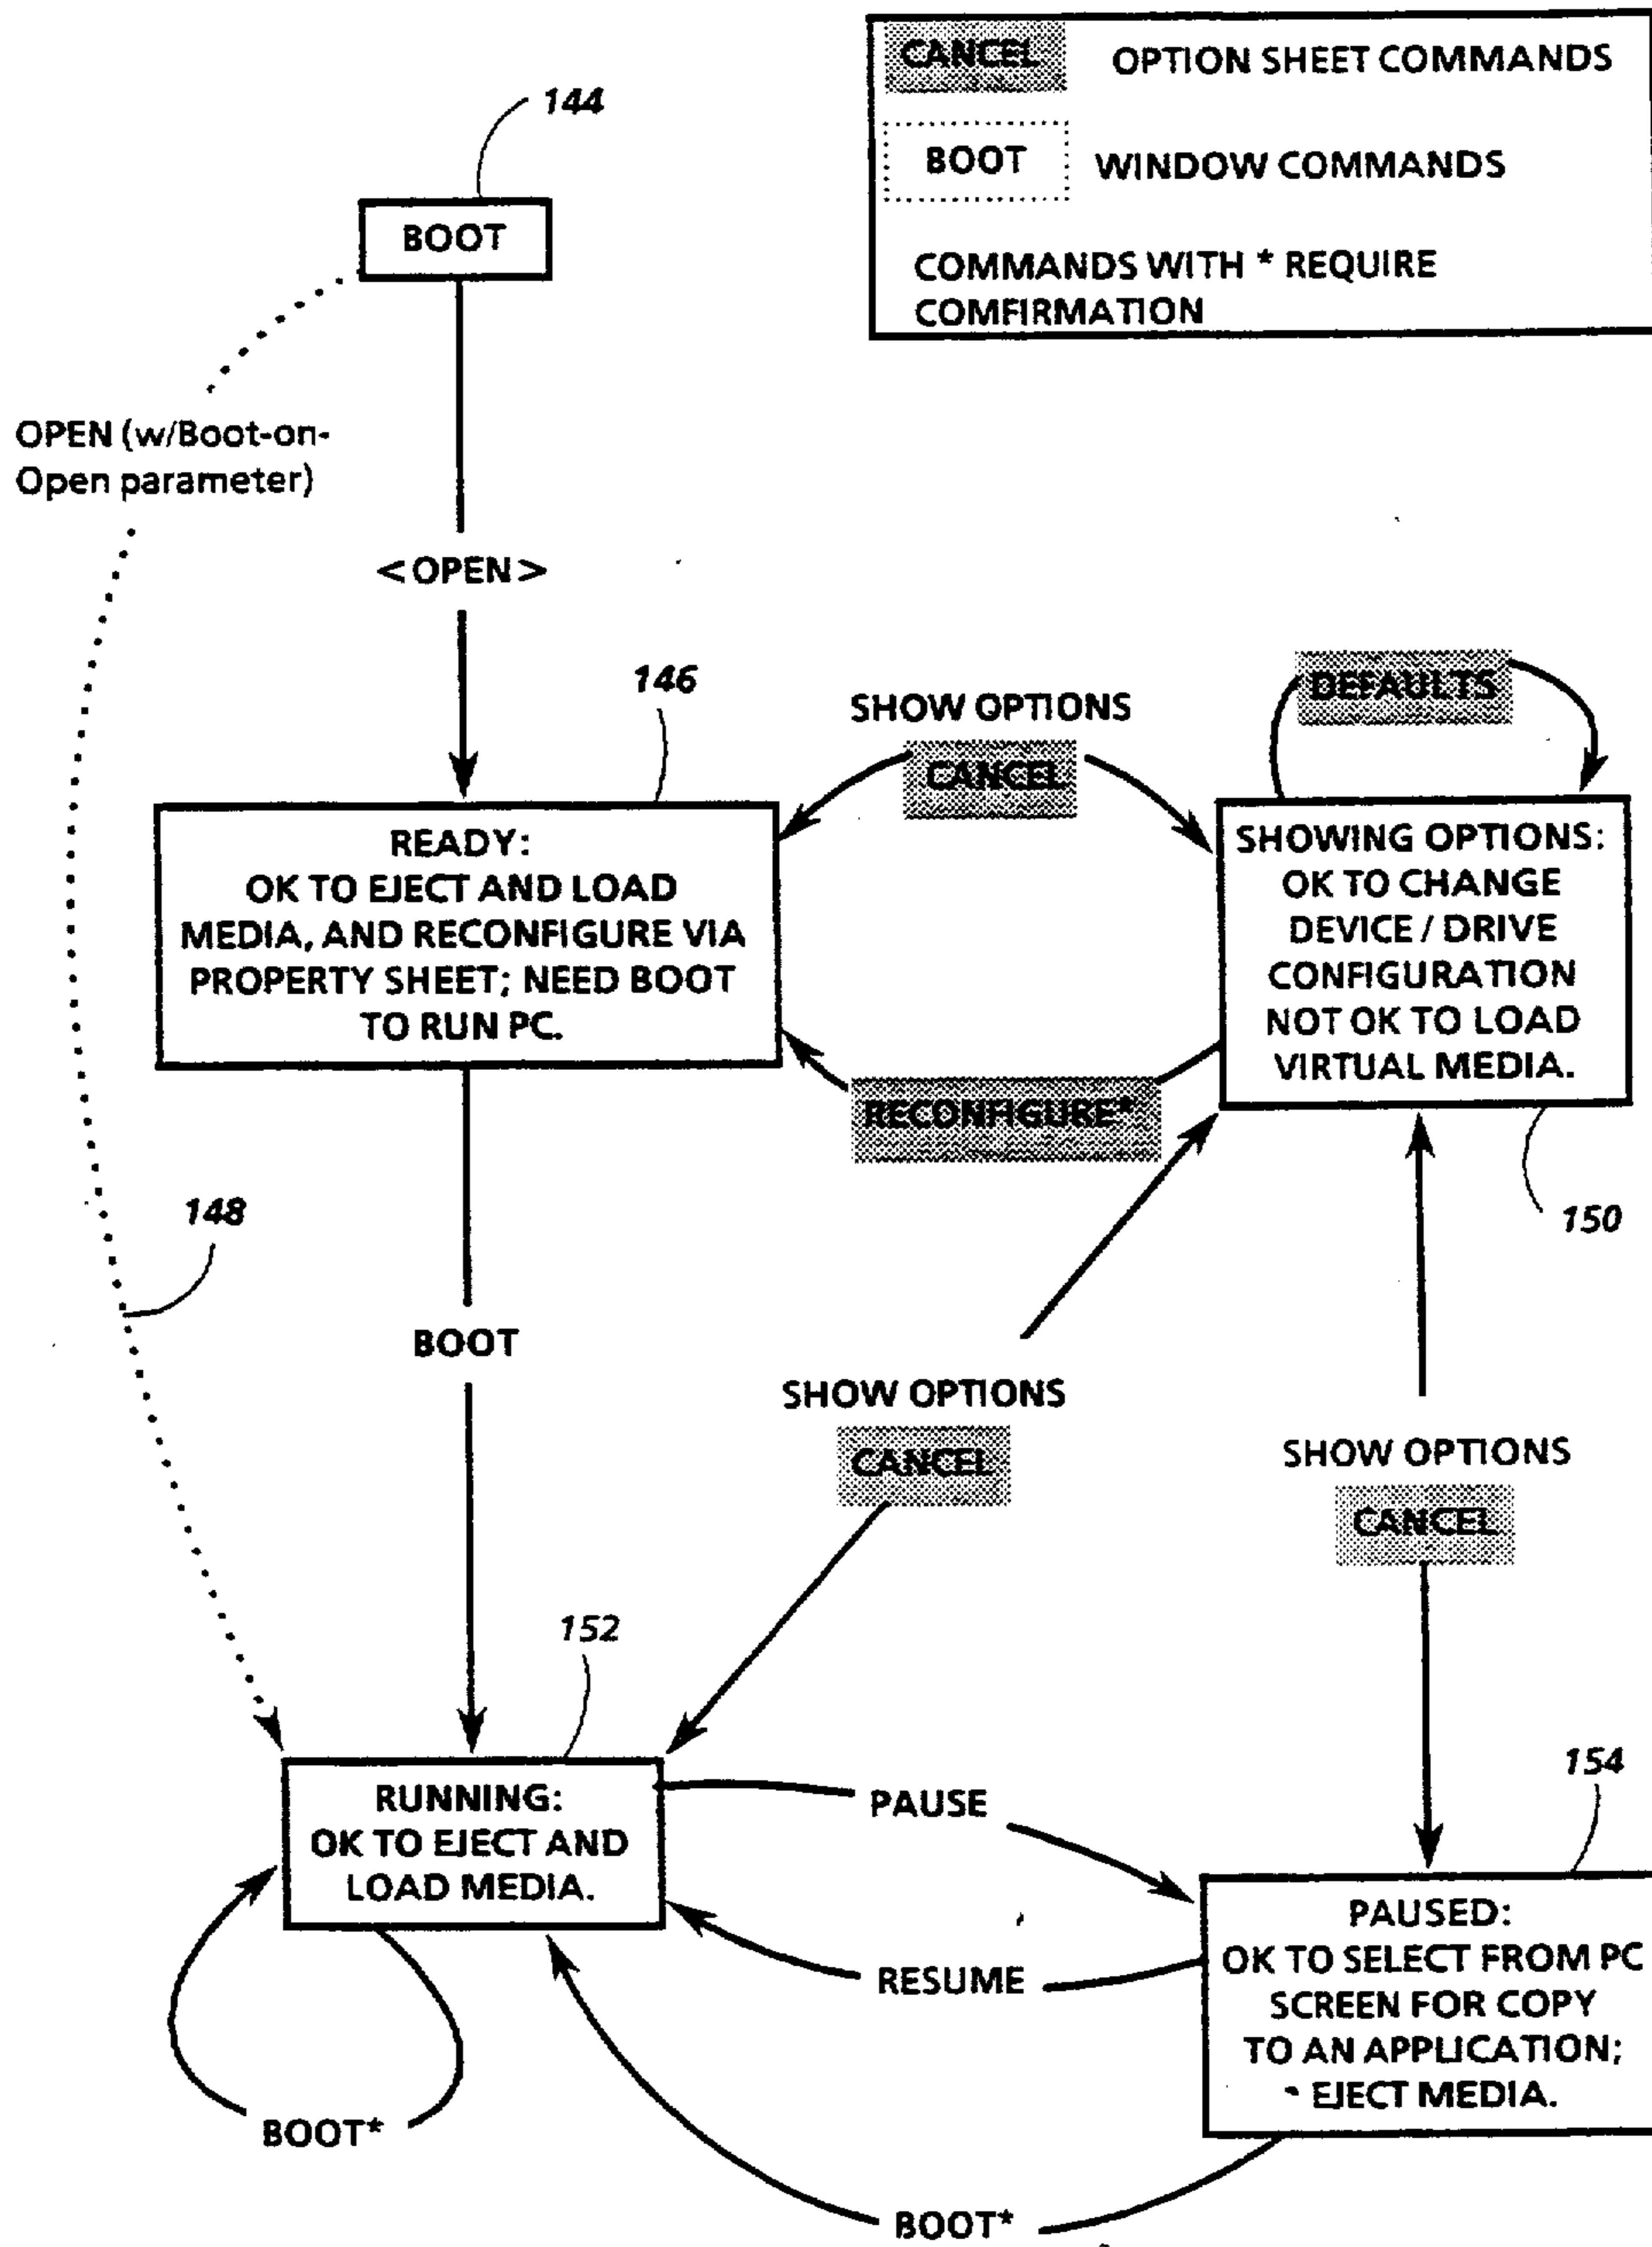 CANCEL OPTION SHEET COMMANDS
BOOT WINDOW COMMANDS
COMMANDS WITH * REQUIRE
COMFIRMATION
144
BOOT
OPEN (w/Boot-on-
Open parameter)
<OPEN>
146
SHOW OPTIONS
CANCEL
DEFAULTS
READY:
OK TO EJECT AND LOAD
MEDIA, AND RECONFIGURE VIA
PROPERTY SHEET; NEED BOOT
TO RUN PC.
SHOWING OPTIONS:
OK TO CHANGE
DEVICE / DRIVE
CONFIGURATION
NOT OK TO LOAD
VIRTUAL MEDIA.
RECONFIGURE*
148
150
BOOT
SHOW OPTIONS
CANCEL
SHOW OPTIONS
CANCEL
152
RUNNING:
OK TO EJECT AND
LOAD MEDIA.
PAUSE
154
PAUSED:
OK TO SELECT FROM PC
SCREEN FOR COPY
TO AN APPLICATION;
EJECT MEDIA.
RESUME
BOOT*
BOOT*